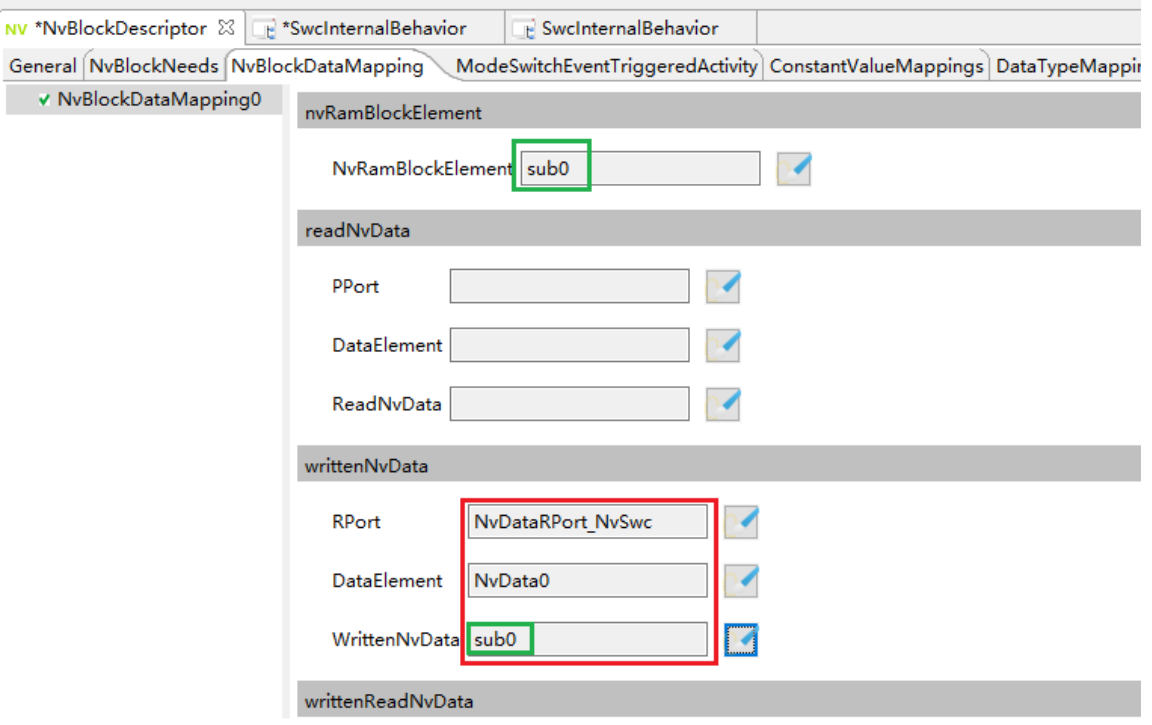 NV *NvBlockDescriptor *SwcInternalBehavior SwcInternalBehavior
General NvBlockNeeds NvBlockDataMapping ModeSwitchEventTriggeredActivity ConstantValueMappings DataTypeMappin
NvBlockDataMapping0
nvRamBlockElement
NvRamBlockElement sub0
readNvData
PPort
DataElement
ReadNvData
writtenNvData
RPort NvDataRPort_NvSwc
DataElement NvData0
WrittenNvData sub0
writtenReadNvData